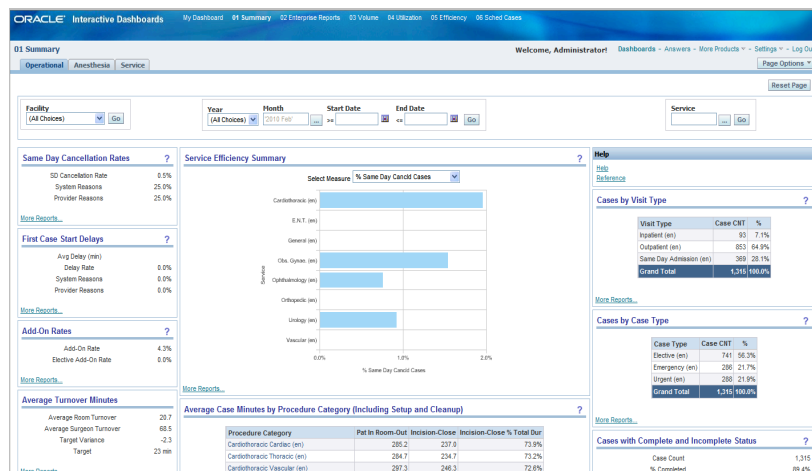 ORACLE Interactive Dashboards
My Dashboard 01 Summary 02 Enterprise Reports 03 Volume 04 Utilization 05 Efficiency 06 Sched Cases
01 Summary
Welcome, Administrator! Dashboards - Answers - More Products - Settings - Log Ou
Operational Anesthesia Service
Page Options
Reset Page
Facility
(All Choices) Go
Year Month Start Date End Date
(All Choices) 2010 Feb ... >= <= Go
Service
... Go
Same Day Cancellation Rates ?
SD Cancellation Rate 0.5%
System Reasons 25.0%
Provider Reasons 25.0%
More Reports...
First Case Start Delays ?
Avg Delay (min)
Delay Rate 0.0%
System Reasons 0.0%
Provider Reasons 0.0%
More Reports...
Add-On Rates ?
Add-On Rate 4.3%
Elective Add-On Rate 0.0%
More Reports...
Average Turnover Minutes
Average Room Turnover 20.7
Average Surgeon Turnover 68.5
Target Variance -2.3
Target 23 min
More Reports
Service Efficiency Summary ?
Select Measure % Same Day Cancld Cases
Service
Cardiothoracic (en)
E.N.T. (en)
General (en)
Obs. Gynae. (en)
Ophthalmology (en)
Orthopedic (en)
Urology (en)
Vascular (en)
0.0% 1.0% 2.0%
% Same Day Cancld Cases
More Reports...
Average Case Minutes by Procedure Category (Including Setup and Cleanup) ?
Procedure Category Pat In Room-Out Incision-Close Incision-Close % Total Dur
Cardiothoracic Cardiac (en) 285.2 237.0 73.9%
Cardiothoracic Thoracic (en) 284.7 234.7 73.2%
Cardiothoracic Vascular (en) 297.3 246.3 72.6%
Help
Help
Reference
Cases by Visit Type ?
Visit Type Case CNT %
Inpatient (en) 93 7.1%
Outpatient (en) 853 64.9%
Same Day Admission (en) 369 28.1%
Grand Total 1,315 100.0%
More Reports...
Cases by Case Type ?
Case Type Case CNT %
Elective (en) 741 56.3%
Emergency (en) 286 21.7%
Urgent (en) 288 21.9%
Grand Total 1,315 100.0%
More Reports...
Cases with Complete and Incomplete Status ?
Case Count 1,315
% Completed